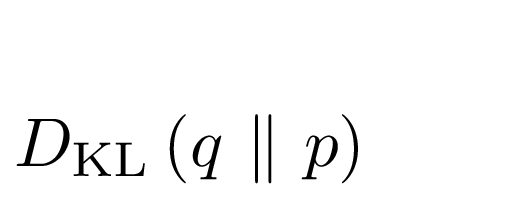 D_KL (q ∥ p)